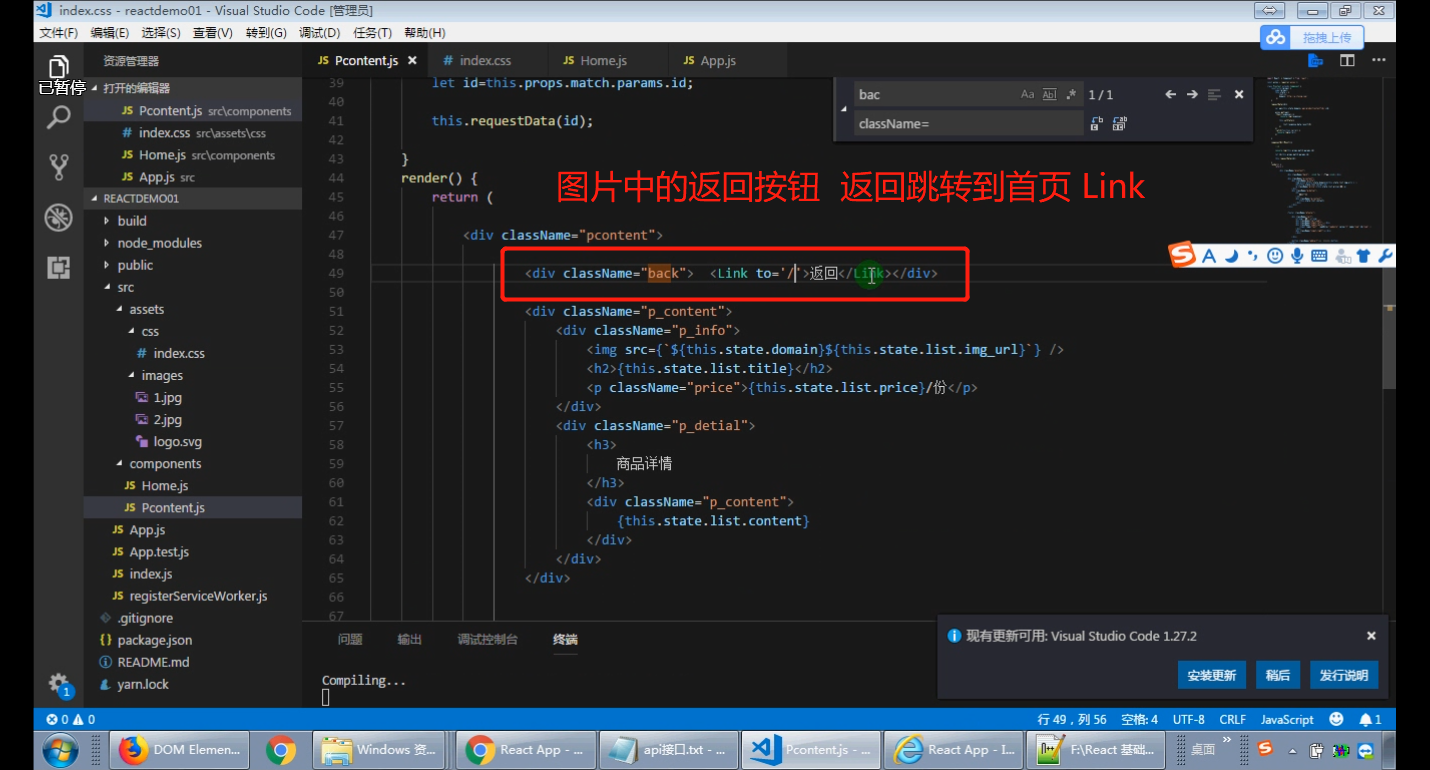 index.css - reactdemo01 - Visual Studio Code [管理员]
文件(F) 编辑(E) 选择(S) 查看(V) 转到(G) 调试(D) 任务(T) 帮助(H)
拖拽上传
已暂停
资源管理器
打开的编辑器
JS Pcontent.js src\components
# index.css src\assets\css
JS Home.js src\components
JS App.js src
REACTDEMO01
build
node_modules
public
src
assets
css
# index.css
images
1.jpg
2.jpg
logo.svg
components
JS Home.js
JS Pcontent.js
JS App.js
JS App.test.js
JS index.js
JS registerServiceWorker.js
.gitignore
{} package.json
README.md
yarn.lock
1
JS Pcontent.js × # index.css JS Home.js JS App.js
bac Aa Abl .* 1/1
className=
39 let id=this.props.match.params.id;
40
41 this.requestData(id);
42
43 }
44 render() {
45 return (
46
47 <div className="pcontent">
48
49 <div className="back"> <Link to='/'>返回</Link></div>
50
51 <div className="p_content">
52 <div className="p_info">
53 <img src={`${this.state.domain}${this.state.list.img_url}`} />
54 <h2>{this.state.list.title}</h2>
55 <p className="price">{this.state.list.price}/份</p>
56 </div>
57 <div className="p_detial">
58 <h3>
59 商品详情
60 </h3>
61 <div className="p_content">
62 {this.state.list.content}
63 </div>
64 </div>
65 </div>
66
67
图片中的返回按钮 返回跳转到首页 Link
问题 输出 调试控制台 终端
Compiling...
现有更新可用: Visual Studio Code 1.27.2
安装更新 稍后 发行说明
0 0
行 49，列 56 空格: 4 UTF-8 CRLF JavaScript 1
DOM Elemen... Windows 资... React App - ... api接口.txt - ... Pcontent.js - ... React App - I... F:\React 基础... 桌面 »